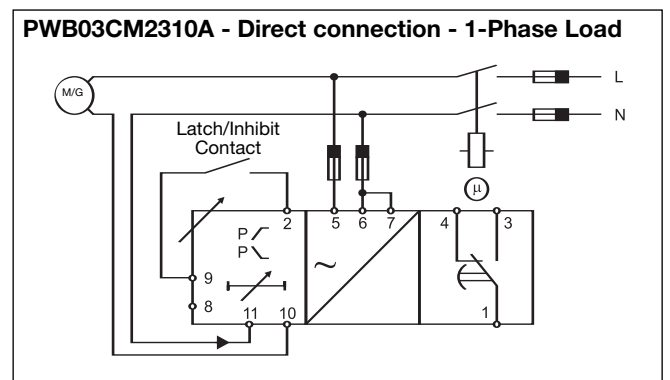 PWB03CM2310A - Direct connection - 1-Phase Load
M/G
L
N
Latch/Inhibit
Contact
μ
2
5
6
7
4
3
P
P
~
9
8
11
10
1